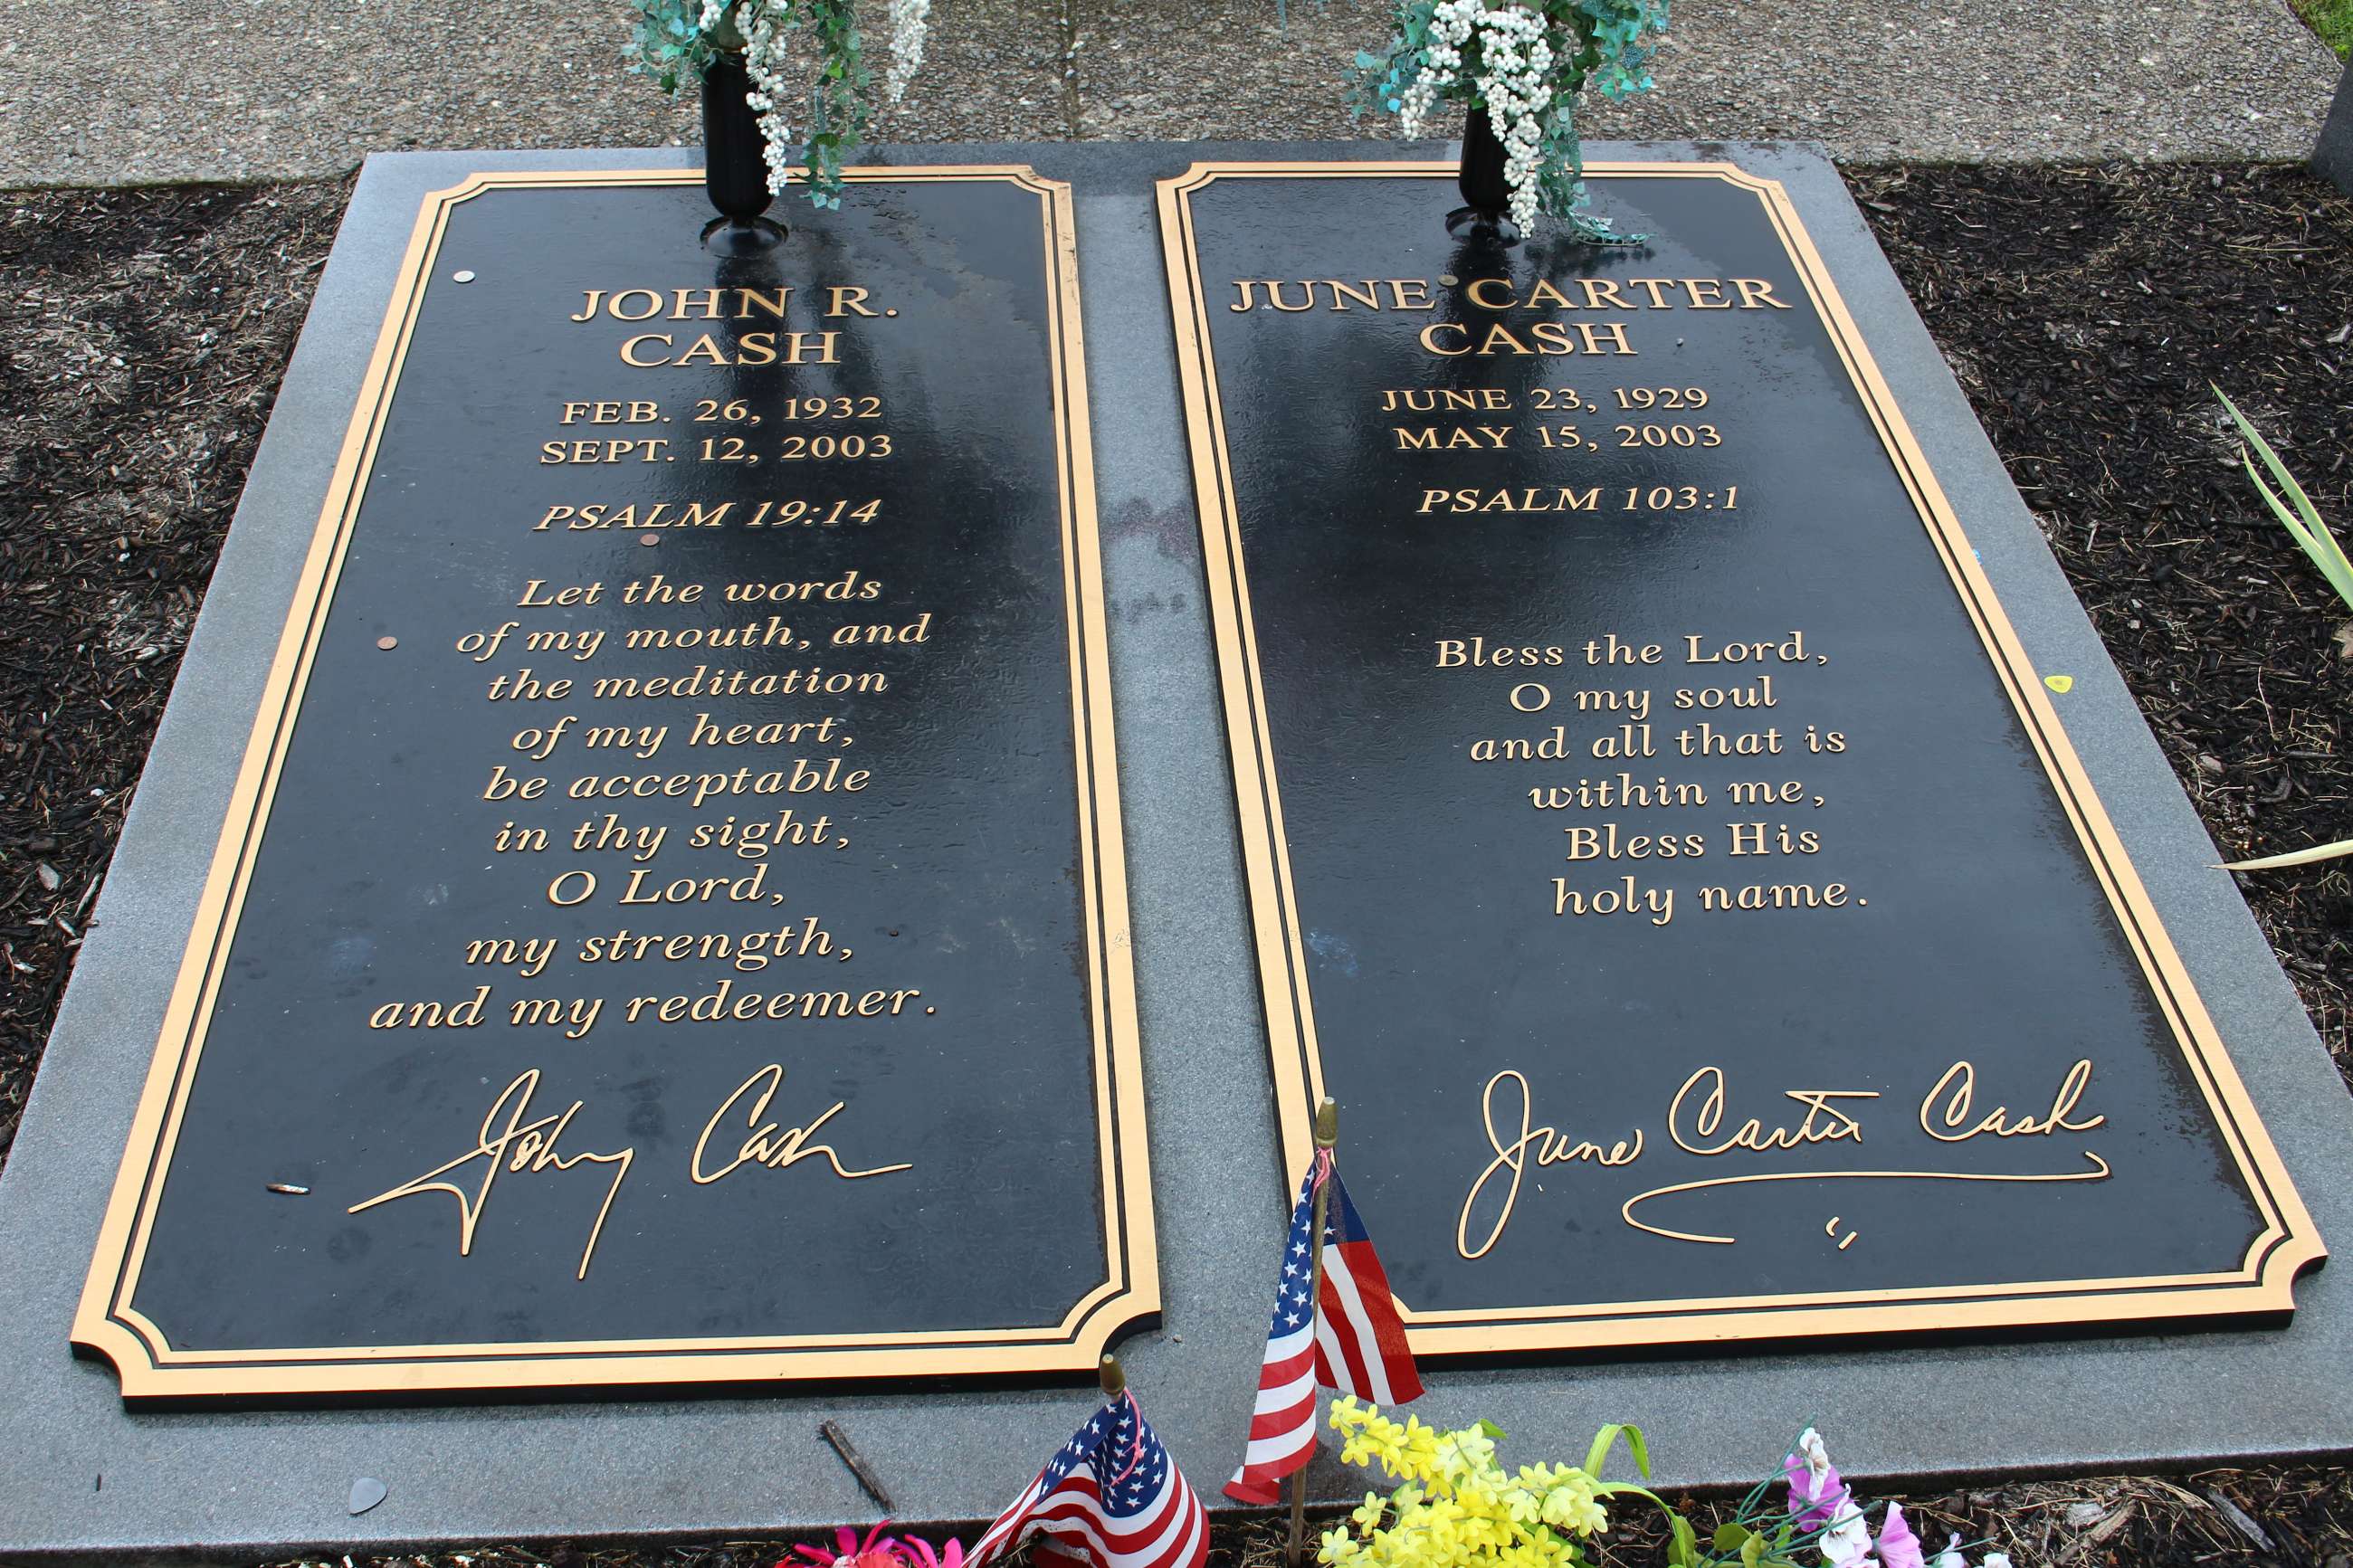 JOHN R.
CASH
FEB. 26, 1932
SEPT. 12, 2003
PSALM 19:14
Let the words
of my mouth, and
the meditation
of my heart,
be acceptable
in thy sight,
O Lord,
my strength,
and my redeemer.
Johny Cash
JUNE CARTER
CASH
JUNE 23, 1929
MAY 15, 2003
PSALM 103:1
Bless the Lord,
O my soul
and all that is
within me,
Bless His
holy name.
June Carter Cash